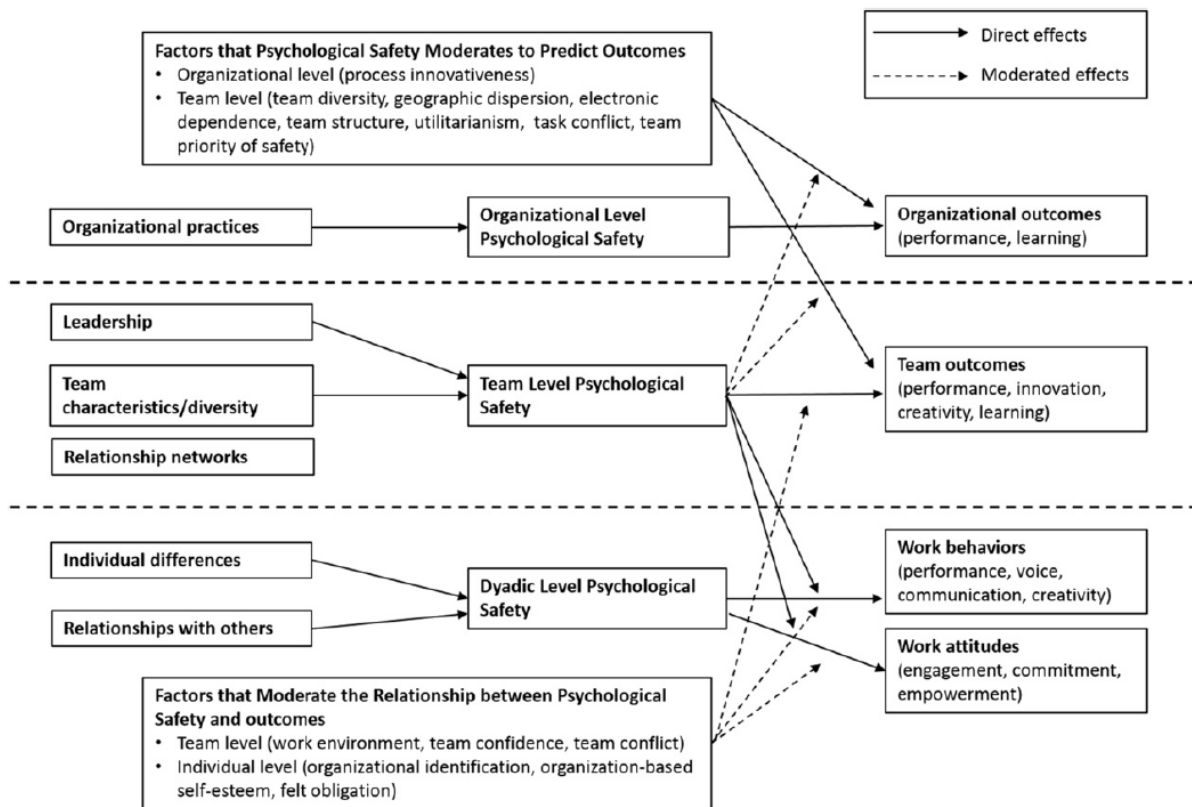 Factors that Psychological Safety Moderates to Predict Outcomes
• Organizational level (process innovativeness)
• Team level (team diversity, geographic dispersion, electronic
dependence, team structure, utilitarianism, task conflict, team
priority of safety)
Direct effects
Moderated effects
Organizational practices
Organizational Level
Psychological Safety
Organizational outcomes
(performance, learning)
Leadership
Team
characteristics/diversity
Relationship networks
Team Level Psychological
Safety
Team outcomes
(performance, innovation,
creativity, learning)
Individual differences
Relationships with others
Dyadic Level Psychological
Safety
Work behaviors
(performance, voice,
communication, creativity)
Work attitudes
(engagement, commitment,
empowerment)
Factors that Moderate the Relationship between Psychological
Safety and outcomes
• Team level (work environment, team confidence, team conflict)
• Individual level (organizational identification, organization-based
self-esteem, felt obligation)